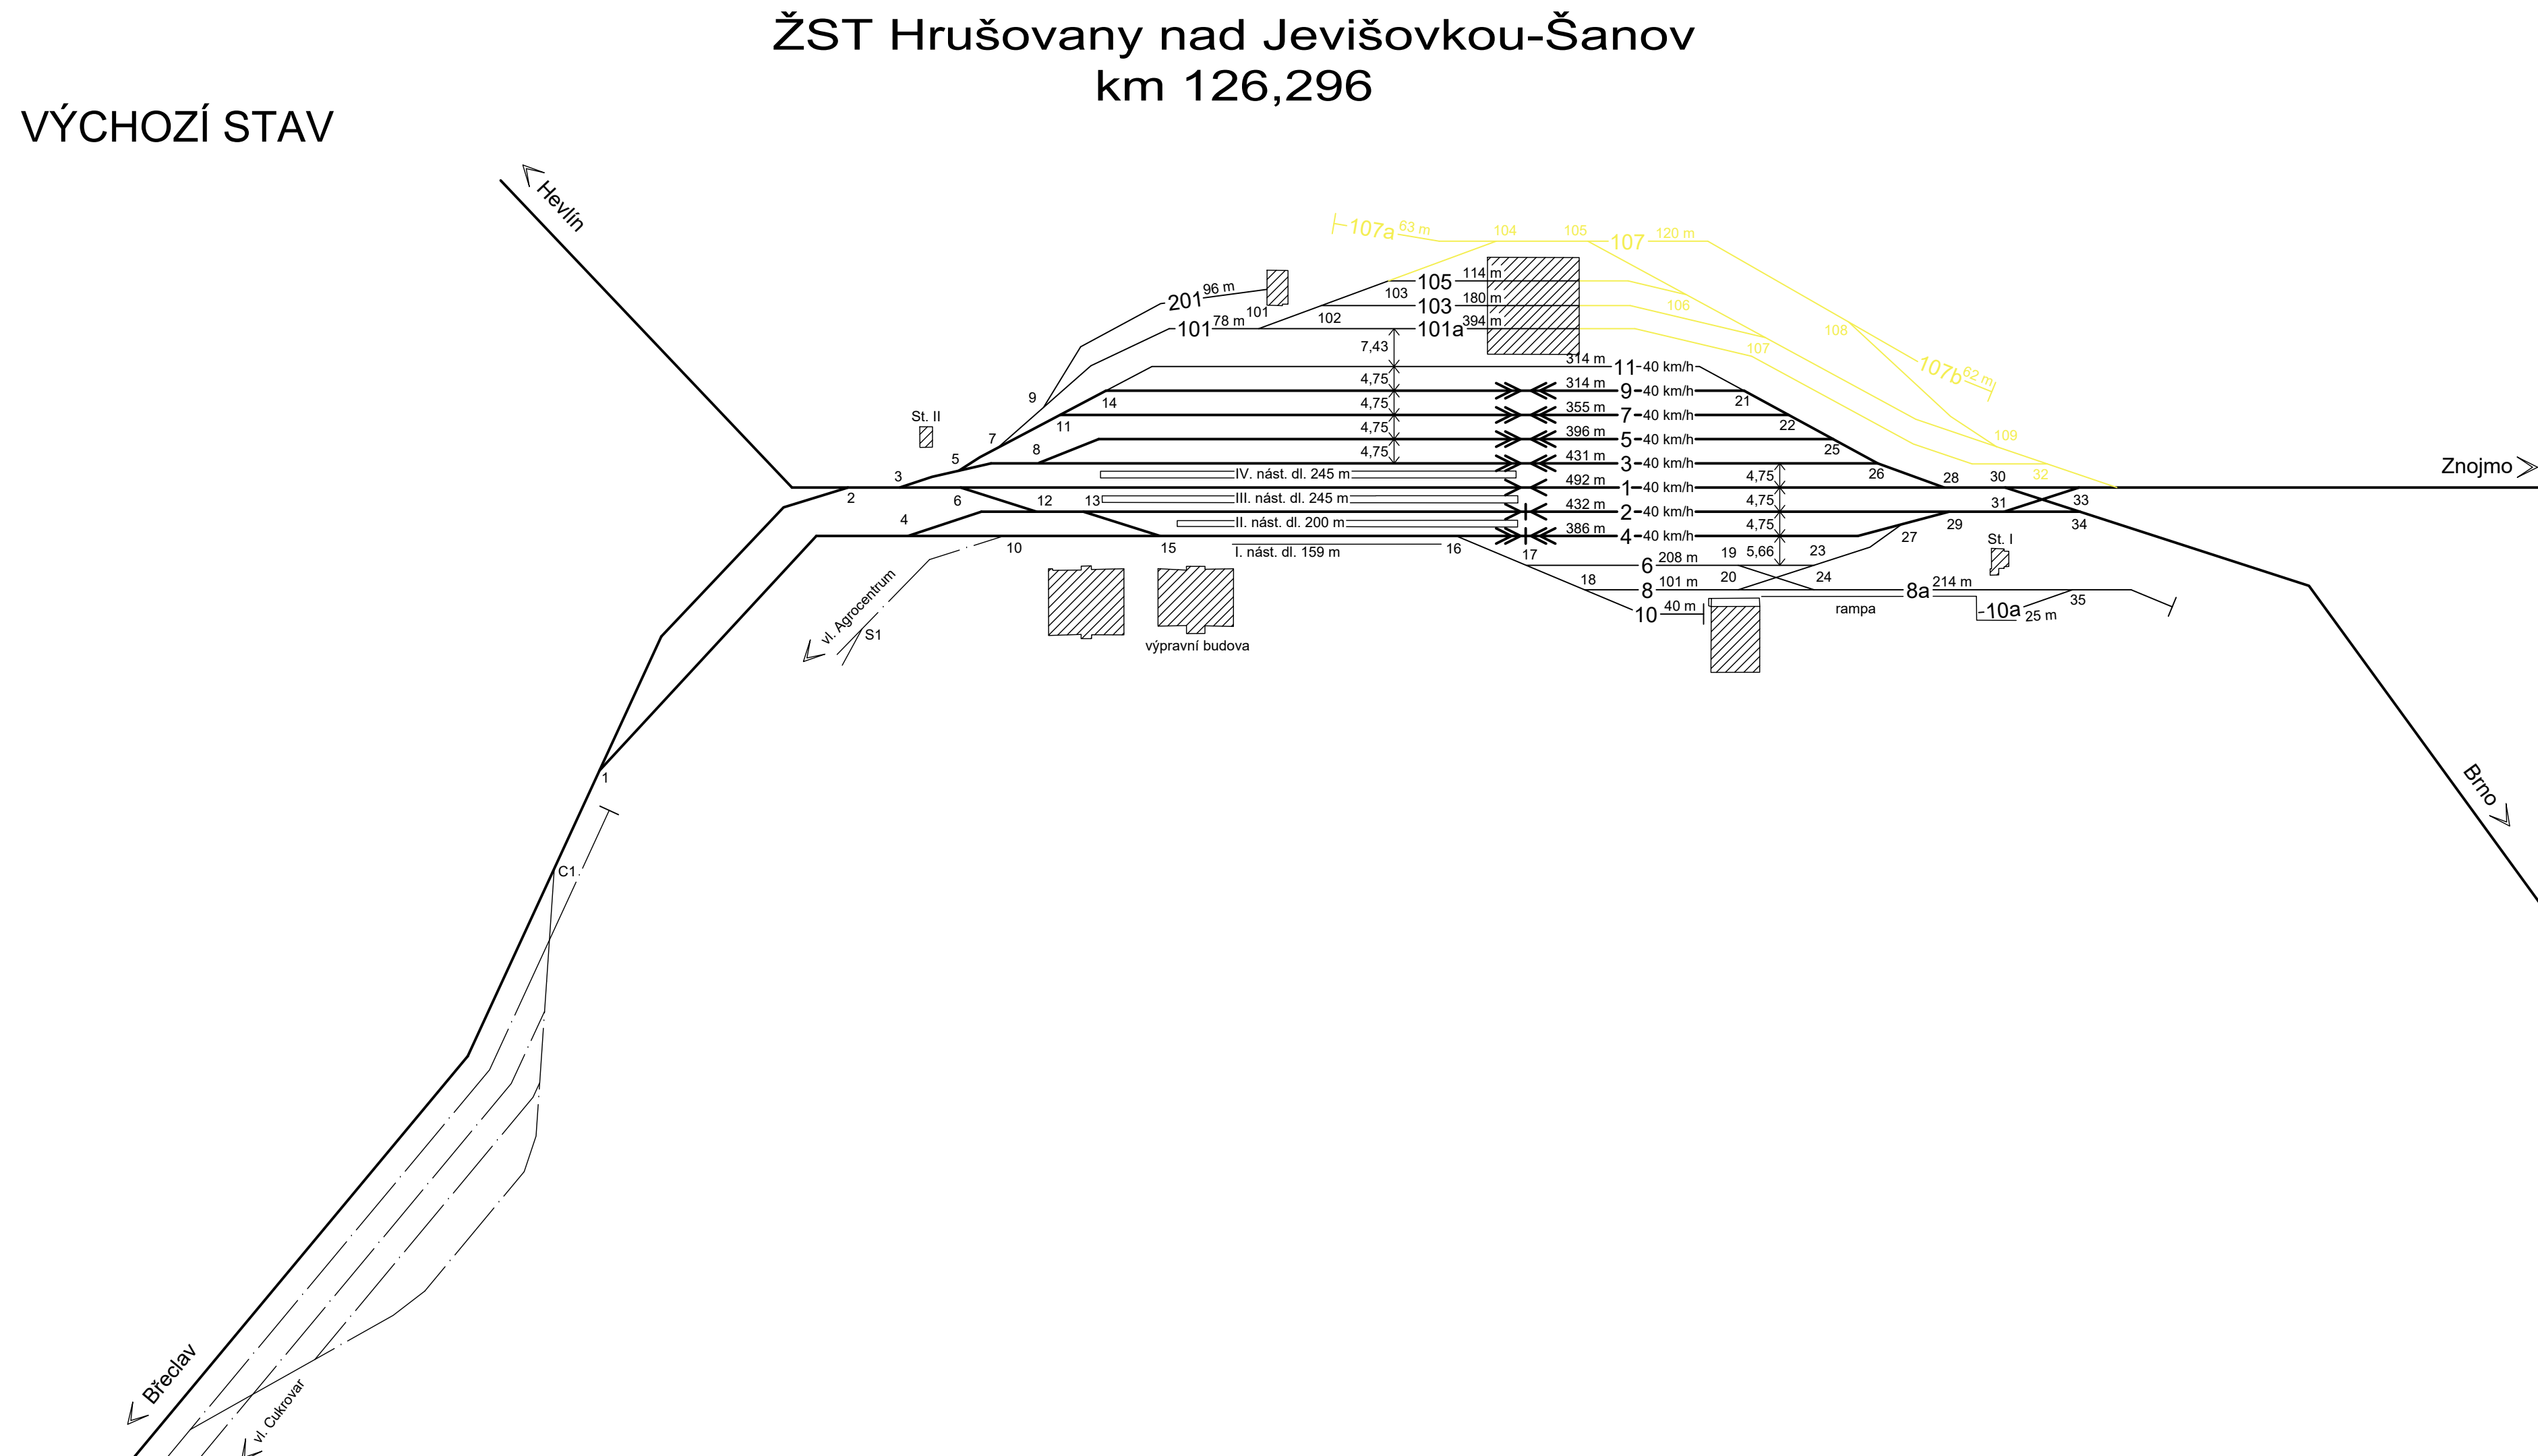 ŽST Hrušovany nad Jevišovkou-Šanov
km 126,296
VÝCHOZÍ STAV
Hevlín
107a 63 m
104
105
107 120 m
105 114 m
103
106
201 96 m
101
103 180 m
102
101 78 m
101a 394 m
108
107
7,43
107b 62 m
314 m 11 40 km/h
4,75
9
314 m 9 40 km/h
14
4,75
21
St. II
355 m 7 40 km/h
11
22
7
4,75
396 m 5 40 km/h
109
8
25
5
4,75
431 m 3 40 km/h
Znojmo
3
IV. nást. dl. 245 m
4,75
26
28
30
32
492 m 1 40 km/h
2
6
12
13
III. nást. dl. 245 m
4,75
31
33
432 m 2 40 km/h
4
II. nást. dl. 200 m
4,75
29
34
386 m 4 40 km/h
27
St. I
10
15
I. nást. dl. 159 m
16
17
19
5,66
23
6 208 m
18
20
24
8 101 m
8a 214 m
35
10 40 m
rampa
10a 25 m
vl. Agrocentrum
S1
výpravní budova
1
Brno
C1
Břeclav
vl. Cukrovar